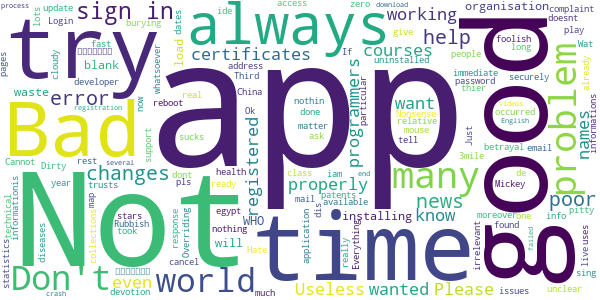 app
Not
good
time
try
Bad
always
Don't
world
many
problem
sign in
working
help
certificates
courses
want
programmers
registered
properly
changes
error
news
know
poor
names
wanted
Please
Useless
installing
will
even
organisation
update
lots
dates
Login
burying
pages
cloudy
ide
access
zero
download
process
fast
load
give
If
complaint
doesnt
play
foolish
long
Wat
immediate
people
uninstalled
password
already
address
Third
China
blank
developer
waste
now
reboot
real
whatsoever
nothin
done
matter
ask
particular
thier
securely
occurred
English
videos
registration
several
support
sucks
Ok
mouse
relative
tell
Nonsense
Just
betrayal
email
informations
3mile
Cannot
Dirty
rest
dont
iam
end
class
health
mail
patents
available
WHO
dis
Mickey
de
one
moreover
info
pitty
technical
informationis
year
trusts
pls
ready
egypt
nothing
application
Everything
really
found
irrelevant
live
uses
sing
issues
unclear
failed
statistics
diseases
map
collections
stars
Rubbish
took
devotion
response
Overriding
cancel
much
Hate
crash